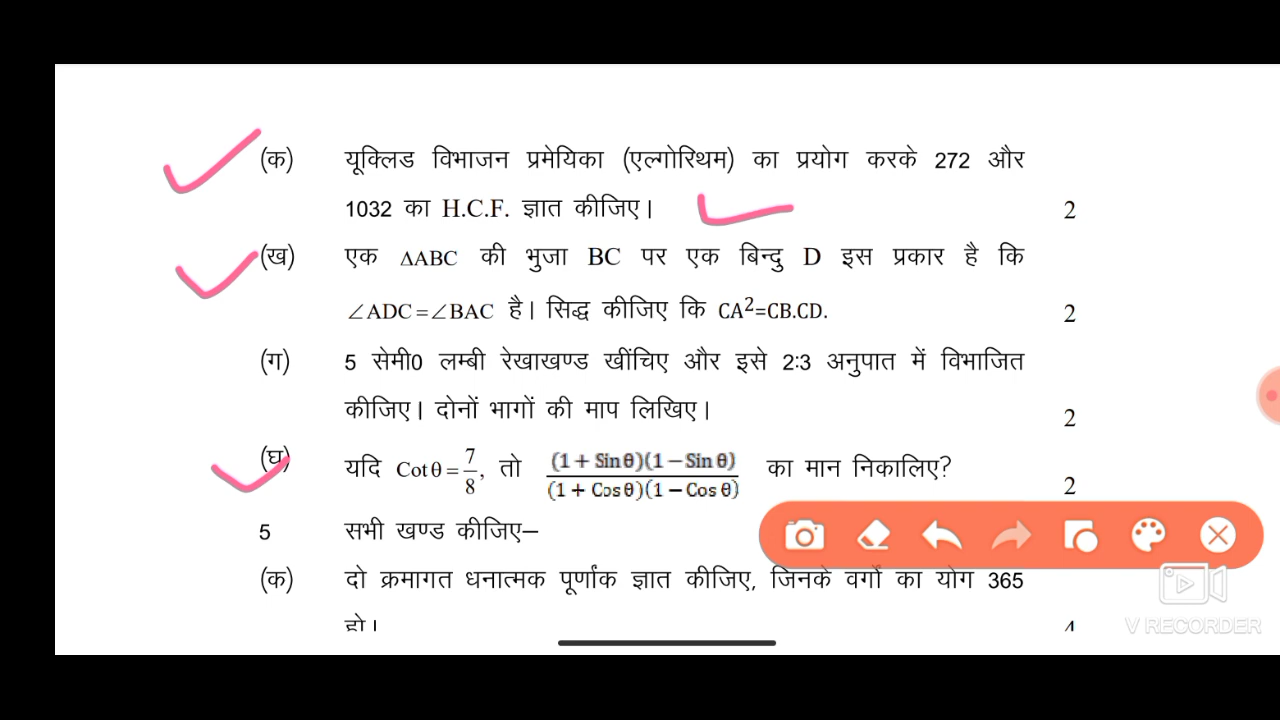 (क) यूक्लिड विभाजन प्रमेयिका (एल्गोरिथम) का प्रयोग करके 272 और
1032 का H.C.F. ज्ञात कीजिए। 2
(ख) एक ΔABC की भुजा BC पर एक बिन्दु D इस प्रकार है कि
∠ADC=∠BAC है। सिद्ध कीजिए कि CA²=CB.CD. 2
(ग) 5 सेमी0 लम्बी रेखाखण्ड खींचिए और इसे 2:3 अनुपात में विभाजित
कीजिए। दोनों भागों की माप लिखिए। 2
(घ) यदि Cotθ=7/8, तो (1+Sinθ)(1−Sinθ)/(1+Cosθ)(1−Cosθ) का मान निकालिए? 2
5 सभी खण्ड कीजिए–
(क) दो क्रमागत धनात्मक पूर्णांक ज्ञात कीजिए, जिनके वर्गों का योग 365
हो। 4
V RECORDER